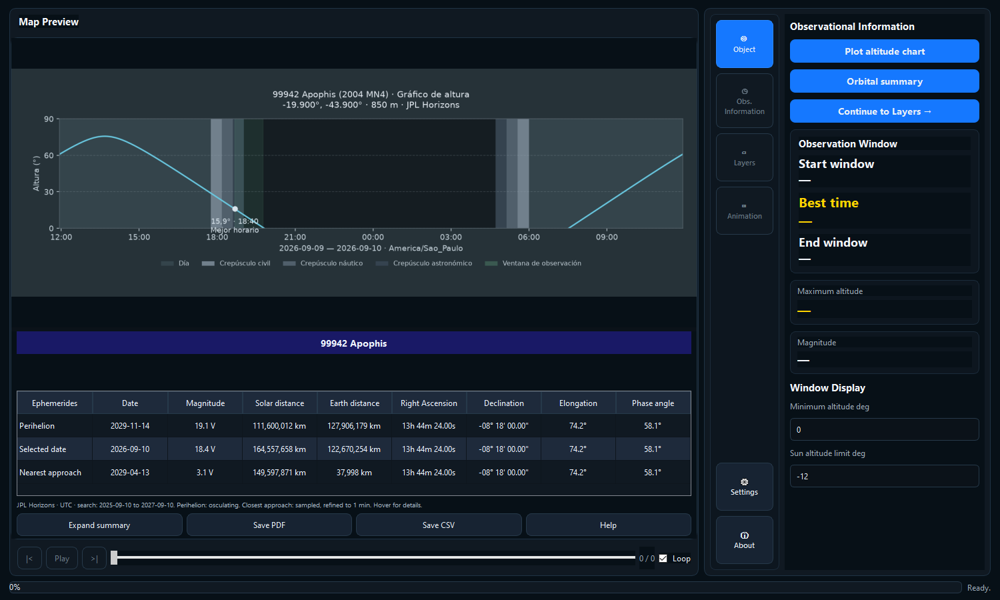 Map Preview
99942 Apophis (2004 MN4) · Gráfico de altura
-19.900°, -43.900° · 850 m · JPL Horizons
Altura (°)
90
60
30
0
15,9° · 18:40
Mejor horario
12:00 15:00 18:00 21:00 00:00 03:00 06:00 09:00
2026-09-09 — 2026-09-10 · America/Sao_Paulo
Día Crepúsculo civil Crepúsculo náutico Crepúsculo astronómico Ventana de observación
99942 Apophis
Ephemerides Date Magnitude Solar distance Earth distance Right Ascension Declination Elongation Phase angle
Perihelion 2029-11-14 19.1 V 111,600,012 km 127,906,179 km 13h 44m 24.00s -08° 18' 00.00" 74.2° 58.1°
Selected date 2026-09-10 18.4 V 164,557,658 km 122,670,254 km 13h 44m 24.00s -08° 18' 00.00" 74.2° 58.1°
Nearest approach 2029-04-13 3.1 V 149,597,871 km 37,998 km 13h 44m 24.00s -08° 18' 00.00" 74.2° 58.1°
JPL Horizons · UTC · search: 2025-09-10 to 2027-09-10. Perihelion: osculating. Closest approach: sampled, refined to 1 min. Hover for details.
Expand summary Save PDF Save CSV Help
|< Play >| 0 / 0 Loop
0% Ready.
Object
Obs.
Information
Layers
Animation
Settings
About
Observational Information
Plot altitude chart
Orbital summary
Continue to Layers →
Observation Window
Start window
—
Best time
—
End window
—
Maximum altitude
—
Magnitude
—
Window Display
Minimum altitude deg
0
Sun altitude limit deg
-12